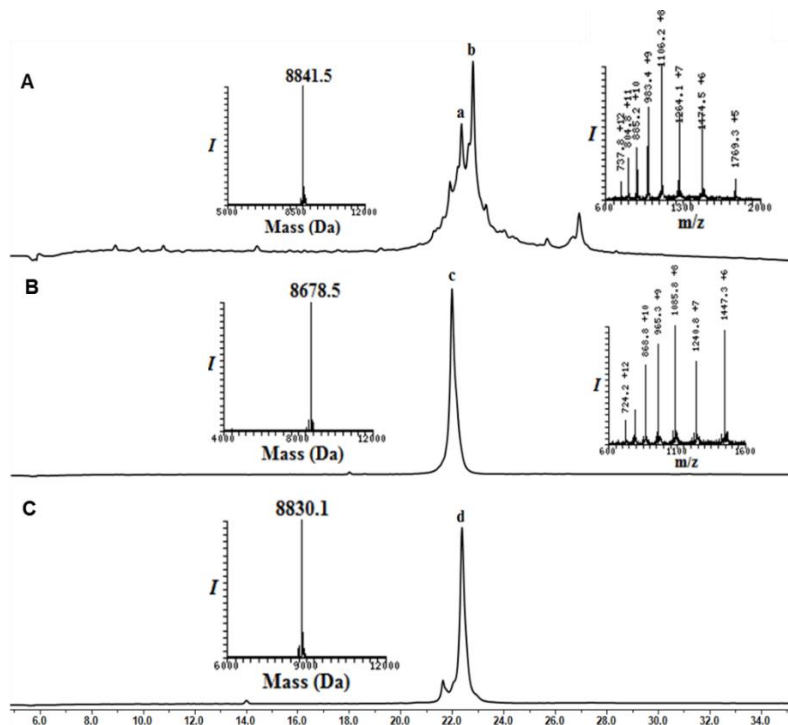 A
a
b
8841.5
I
5000
8500
12000
Mass (Da)
I
737.8 +12
804.8 +11
885.2 +10
983.4 +9
1106.2 +8
1264.1 +7
1474.5 +6
1769.3 +5
600
1300
2000
m/z
B
c
8678.5
I
4000
8000
12000
Mass (Da)
I
724.2 +12
868.8 +10
965.3 +9
1085.8 +8
1240.8 +7
1447.3 +6
600
1100
1600
m/z
C
d
8830.1
I
6000
9000
12000
Mass (Da)
6.0 8.0 10.0 12.0 14.0 16.0 18.0 20.0 22.0 24.0 26.0 28.0 30.0 32.0 34.0